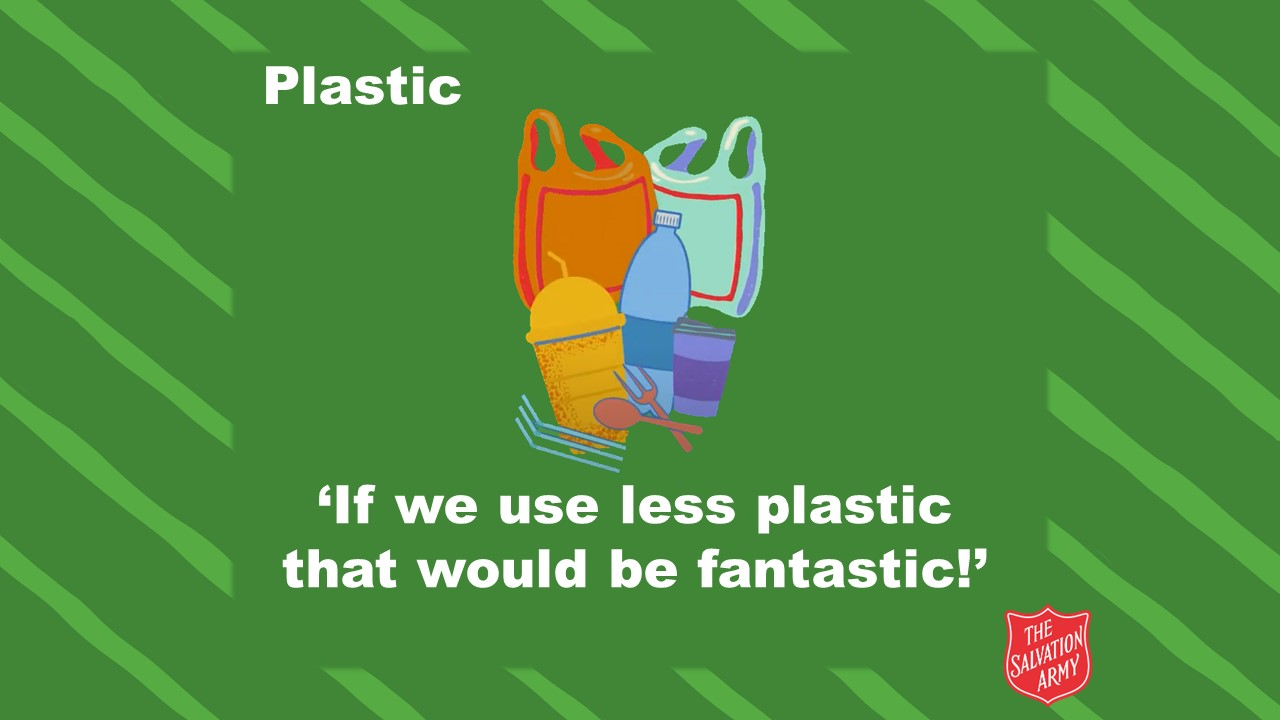 Plastic
‘If we use less plastic
that would be fantastic!’
THE
SALVATION
ARMY